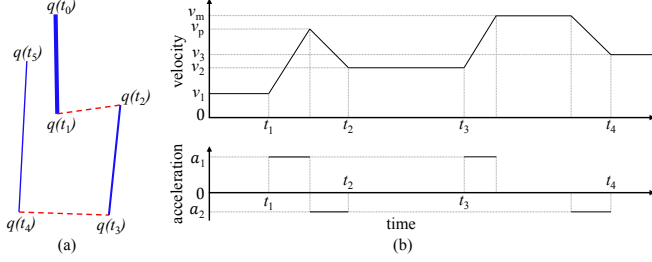 q(t₀)
q(t₅)
q(t₂)
q(t₁)
q(t₄)
q(t₃)
(a)
velocity
vₘ
vₚ
v₃
v₂
v₁
0
t₁
t₂
t₃
t₄
acceleration
a₁
0
a₂
t₁
t₂
t₃
t₄
time
(b)